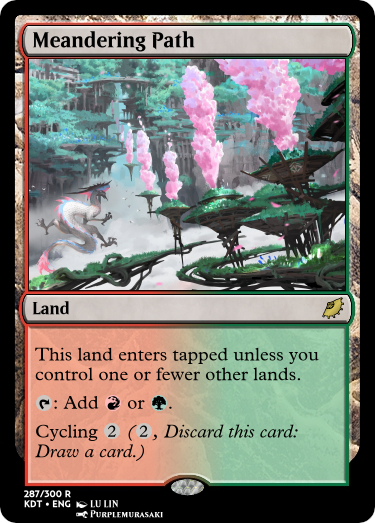 Meandering Path
Land
This land enters tapped unless you
control one or fewer other lands.
: Add or .
Cycling 2 (2, Discard this card:
Draw a card.)
287/300 R
KDT • ENG LU LIN
PURPLEMURASAKI